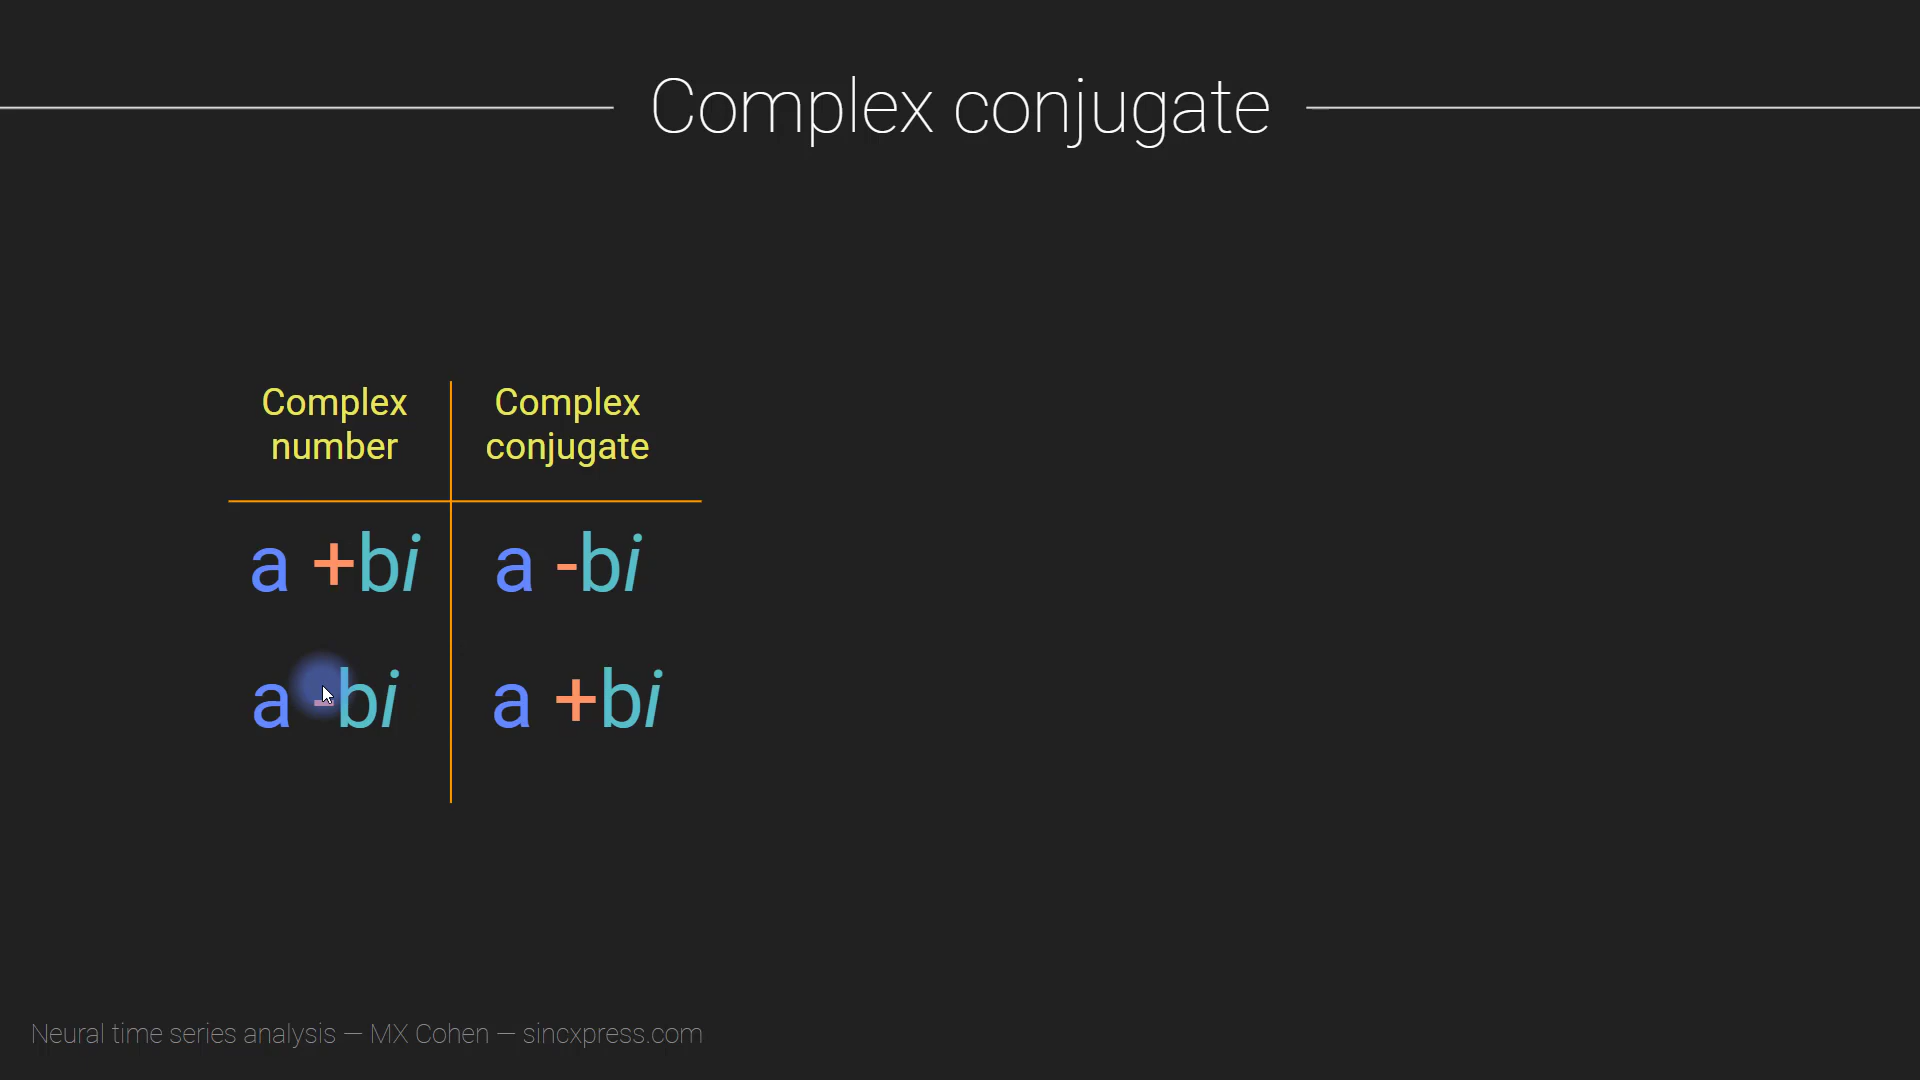 Complex conjugate
Complex number
Complex conjugate
a +bi
a -bi
a -bi
a +bi
Neural time series analysis — MX Cohen — sincxpress.com